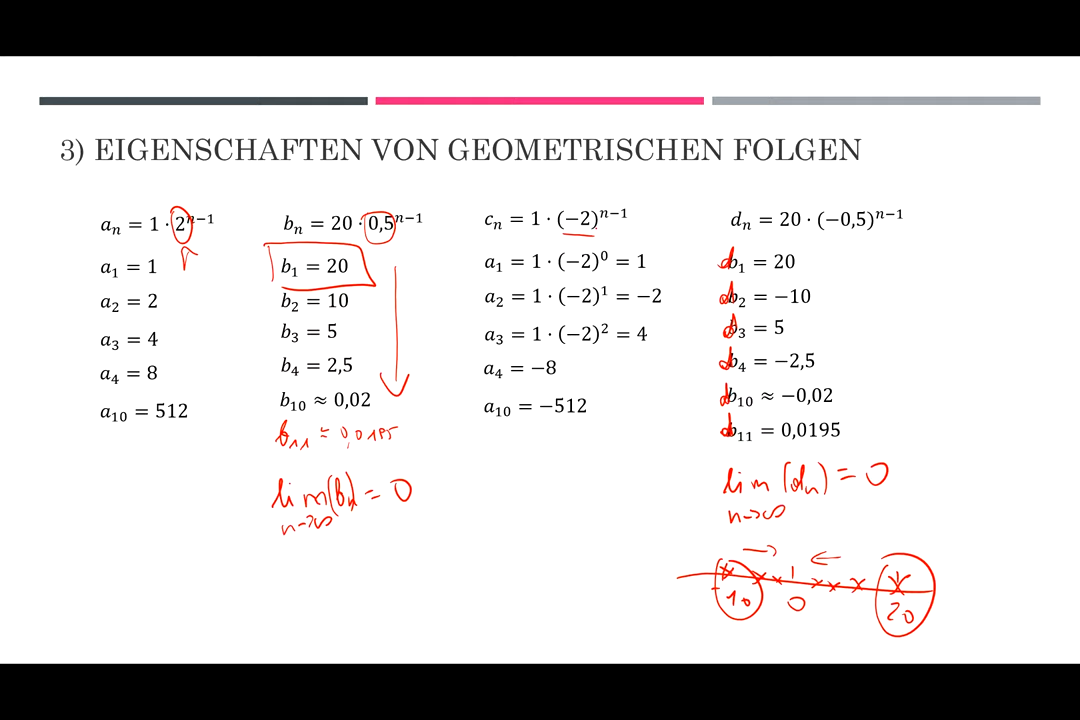 3) EIGENSCHAFTEN VON GEOMETRISCHEN FOLGEN
aₙ = 1 · 2ⁿ⁻¹
a₁ = 1
a₂ = 2
a₃ = 4
a₄ = 8
a₁₀ = 512
bₙ = 20 · 0,5ⁿ⁻¹
b₁ = 20
b₂ = 10
b₃ = 5
b₄ = 2,5
b₁₀ ≈ 0,02
b₁₁ = 0,0195
lim (bₙ) = 0
n→∞
cₙ = 1 · (−2)ⁿ⁻¹
a₁ = 1 · (−2)⁰ = 1
a₂ = 1 · (−2)¹ = −2
a₃ = 1 · (−2)² = 4
a₄ = −8
a₁₀ = −512
dₙ = 20 · (−0,5)ⁿ⁻¹
d₁ = 20
d₂ = −10
d₃ = 5
d₄ = −2,5
d₁₀ ≈ −0,02
d₁₁ = 0,0195
lim (dₙ) = 0
n→∞
-10 0 20